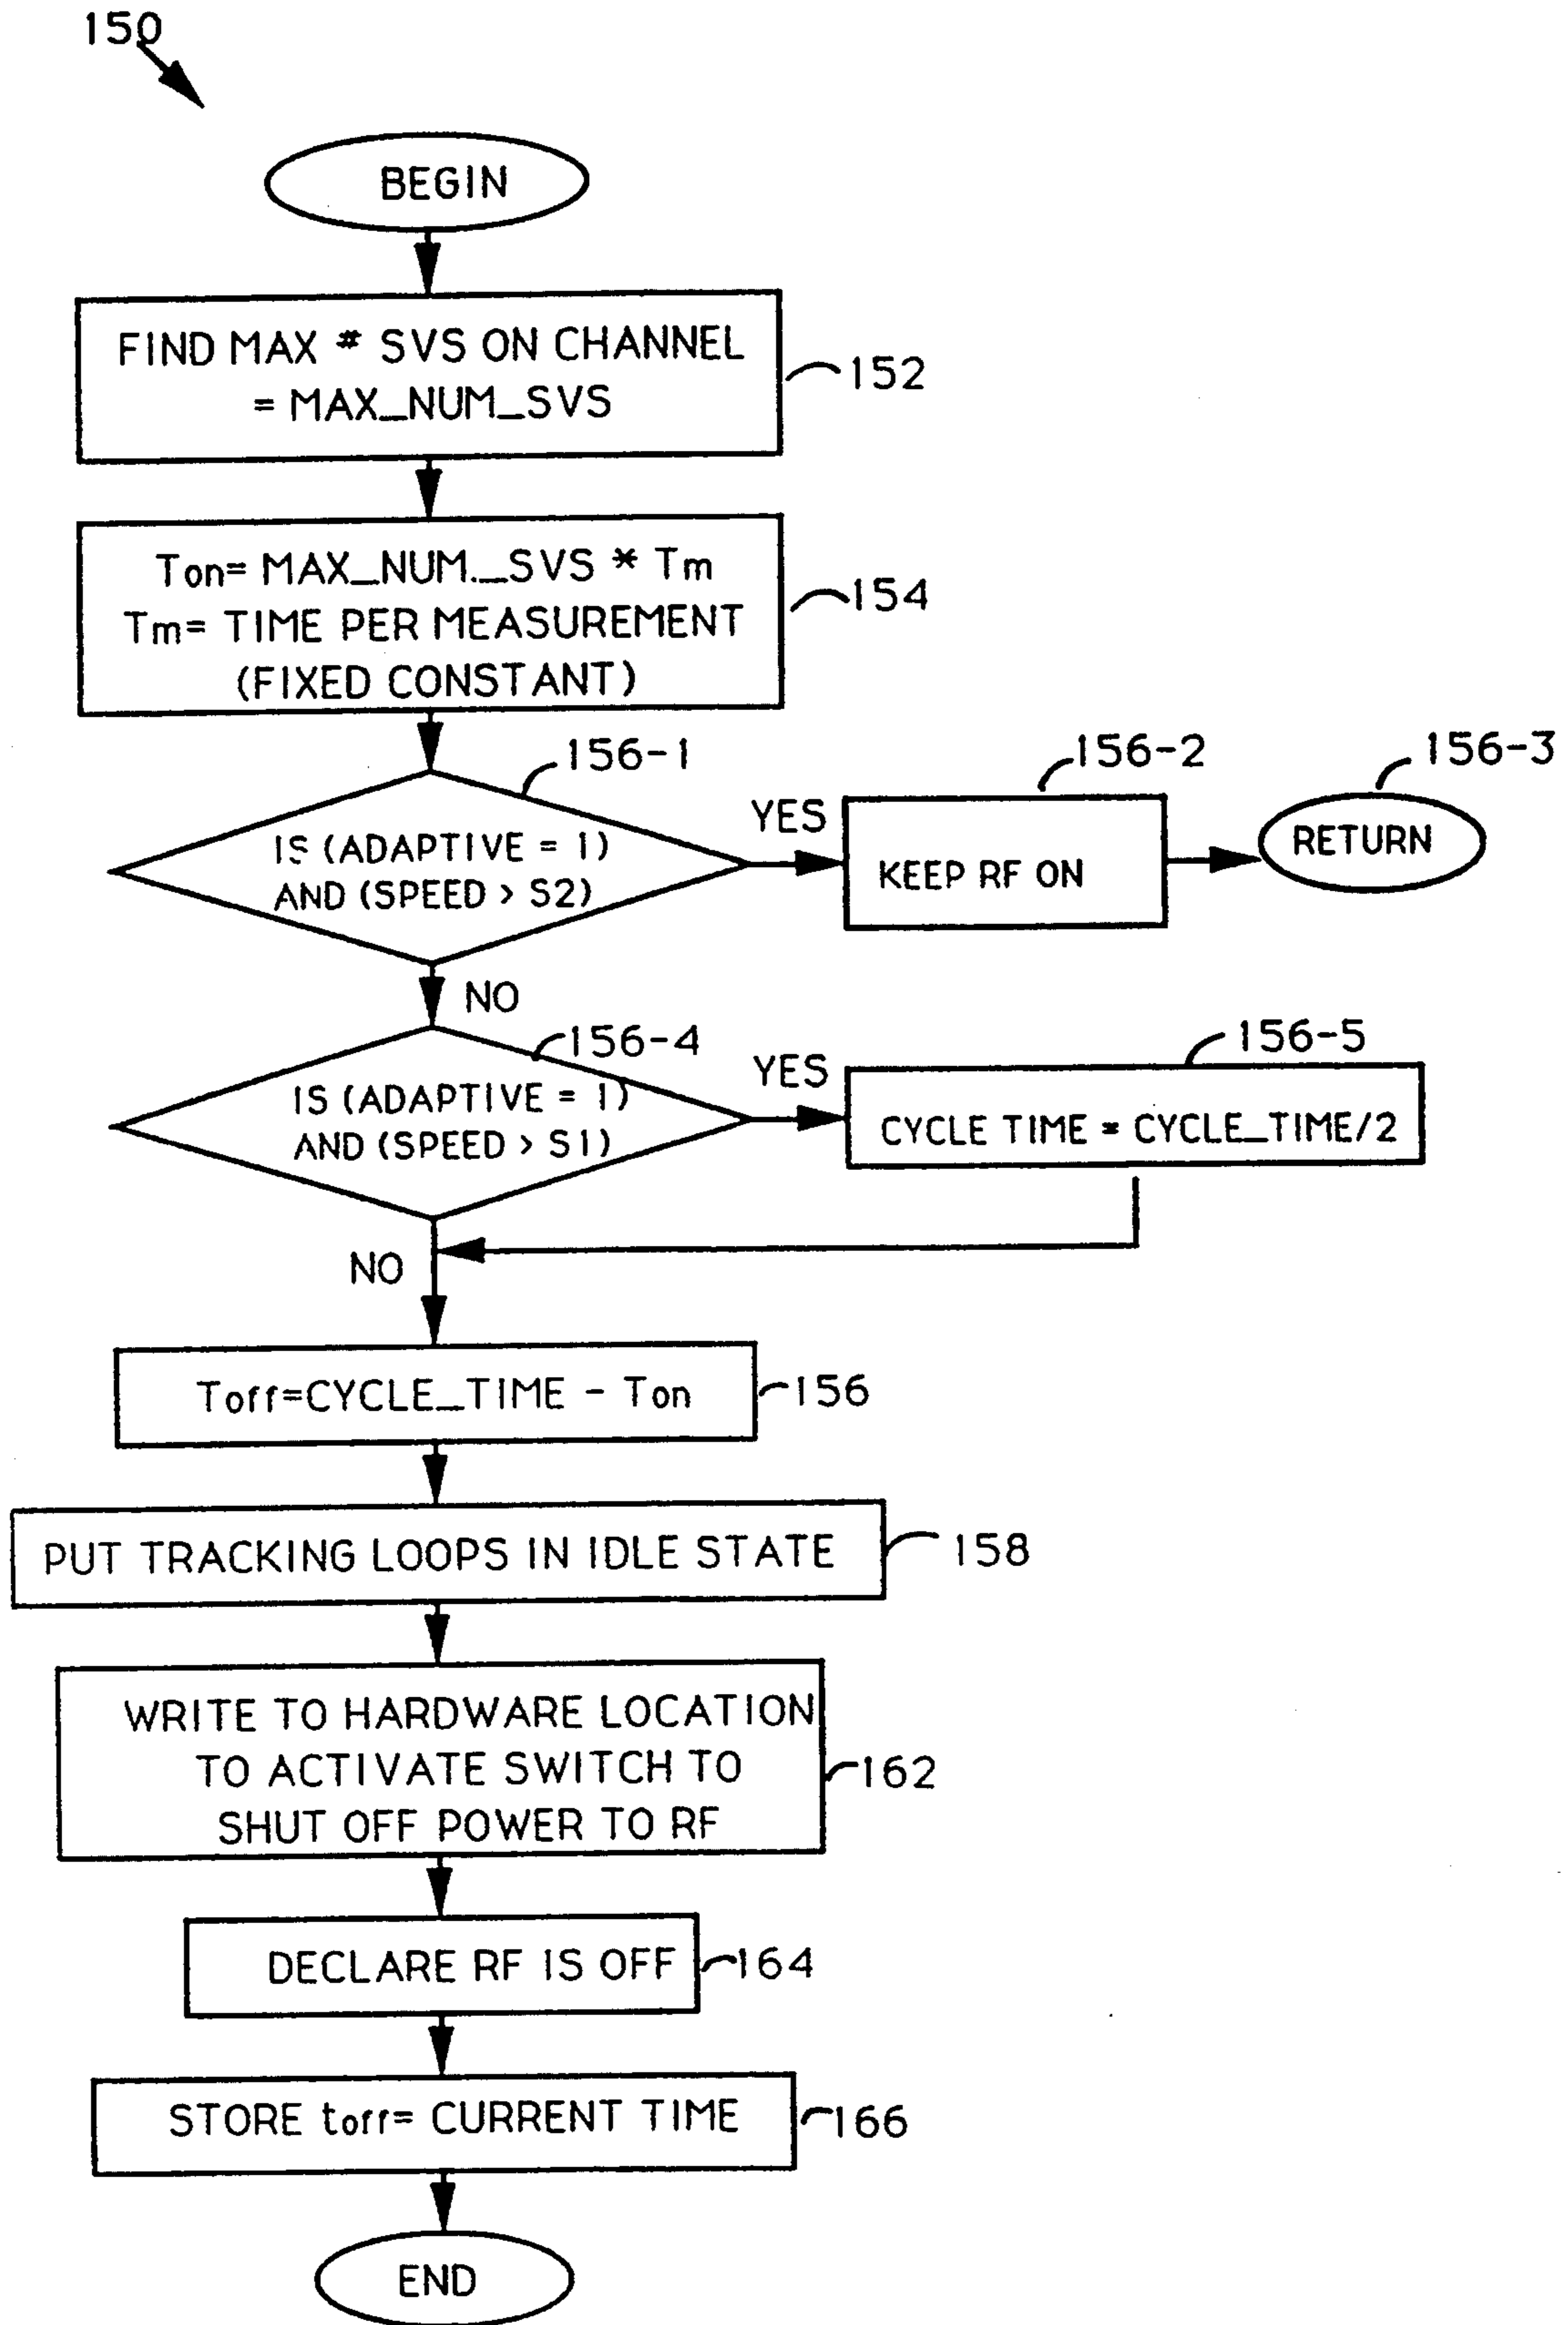 150
BEGIN
FIND MAX # SVS ON CHANNEL
= MAX_NUM_SVS
152
Ton= MAX_NUM._SVS * Tm
Tm= TIME PER MEASUREMENT
(FIXED CONSTANT)
154
156-1
IS (ADAPTIVE = 1)
AND (SPEED > S2)
YES
156-2
KEEP RF ON
156-3
RETURN
NO
156-4
IS (ADAPTIVE = 1)
AND (SPEED > S1)
YES
156-5
CYCLE TIME = CYCLE_TIME/2
NO
Toff=CYCLE_TIME - Ton
156
PUT TRACKING LOOPS IN IDLE STATE
158
WRITE TO HARDWARE LOCATION
TO ACTIVATE SWITCH TO
SHUT OFF POWER TO RF
162
DECLARE RF IS OFF
164
STORE toff= CURRENT TIME
166
END